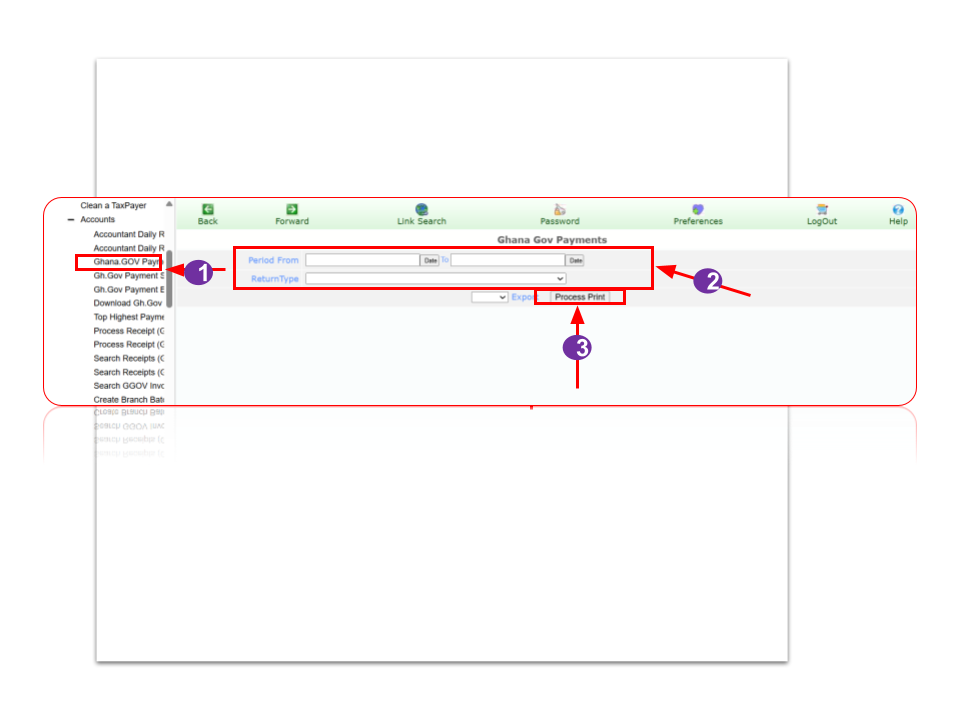 Clean a TaxPayer
Accounts
Accountant Daily R
Accountant Daily R
Ghana.GOV Paym
Gh.Gov Payment S
Gh.Gov Payment E
Download Gh.Gov
Top Highest Payme
Process Receipt (G
Process Receipt (G
Search Receipts (G
Search Receipts (G
Search GGOV Invo
Create Branch Bat
Back Forward Link Search Password Preferences LogOut Help
Ghana Gov Payments
Period From Date To Date
ReturnType
Export Process Print
1
2
3